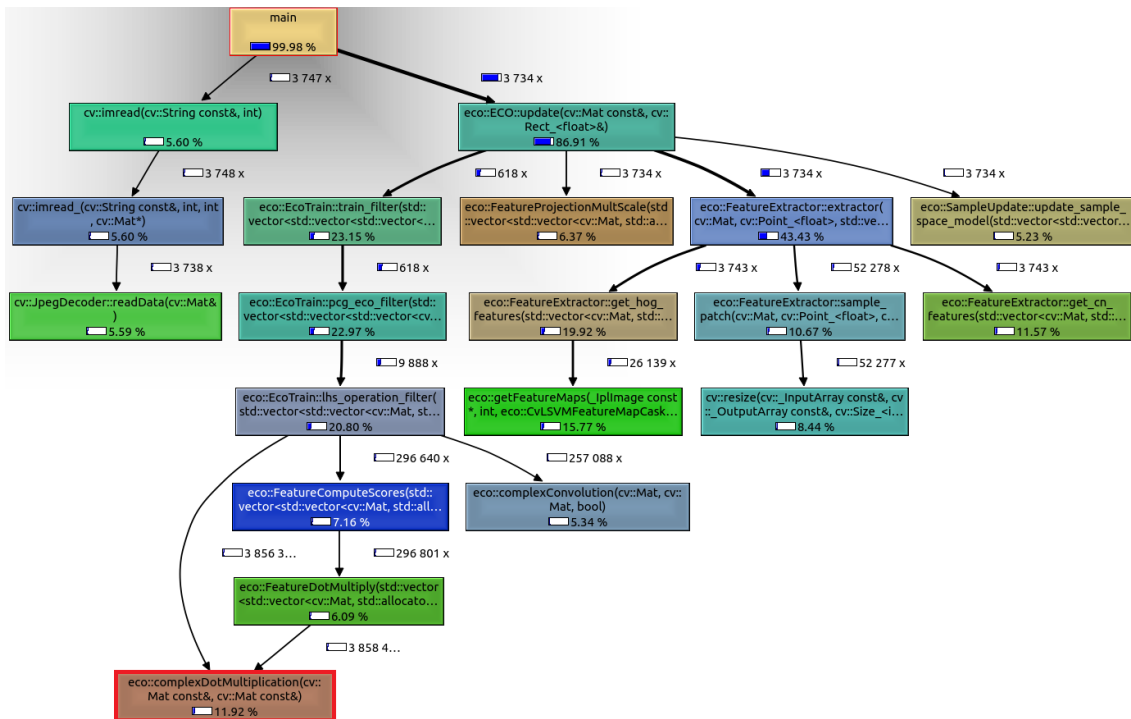 main
99.98 %
3 747 x
3 734 x
cv::imread(cv::String const&, int)
5.60 %
eco::ECO::update(cv::Mat const&, cv::
Rect_<float>&)
86.91 %
3 748 x
618 x
3 734 x
3 734 x
3 734 x
cv::imread_(cv::String const&, int, int
, cv::Mat*)
5.60 %
eco::EcoTrain::train_filter(std::
vector<std::vector<std::vector<...
23.15 %
eco::FeatureProjectionMultScale(std
::vector<std::vector<cv::Mat, std::a...
6.37 %
eco::FeatureExtractor::extractor(
cv::Mat, cv::Point_<float>, std::ve...
43.43 %
eco::SampleUpdate::update_sample_
space_model(std::vector<std::vector...
5.23 %
3 738 x
618 x
3 743 x
52 278 x
3 743 x
cv::JpegDecoder::readData(cv::Mat&
)
5.59 %
eco::EcoTrain::pcg_eco_filter(std::
vector<std::vector<std::vector<cv...
22.97 %
eco::FeatureExtractor::get_hog_
features(std::vector<cv::Mat, std::...
19.92 %
eco::FeatureExtractor::sample_
patch(cv::Mat, cv::Point_<float>, c...
10.67 %
eco::FeatureExtractor::get_cn_
features(std::vector<cv::Mat, std::...
11.57 %
9 888 x
26 139 x
52 277 x
eco::EcoTrain::lhs_operation_filter(
std::vector<std::vector<cv::Mat, st...
20.80 %
eco::getFeatureMaps(_IplImage const
*, int, eco::CvLSVMFeatureMapCask...
15.77 %
cv::resize(cv::_InputArray const&, cv
::_OutputArray const&, cv::Size_<i...
8.44 %
296 640 x
257 088 x
eco::FeatureComputeScores(std::
vector<std::vector<cv::Mat, std::all...
7.16 %
eco::complexConvolution(cv::Mat, cv::
Mat, bool)
5.34 %
3 856 3...
296 801 x
eco::FeatureDotMultiply(std::vector
<std::vector<cv::Mat, std::allocato...
6.09 %
3 858 4...
eco::complexDotMultiplication(cv::
Mat const&, cv::Mat const&)
11.92 %